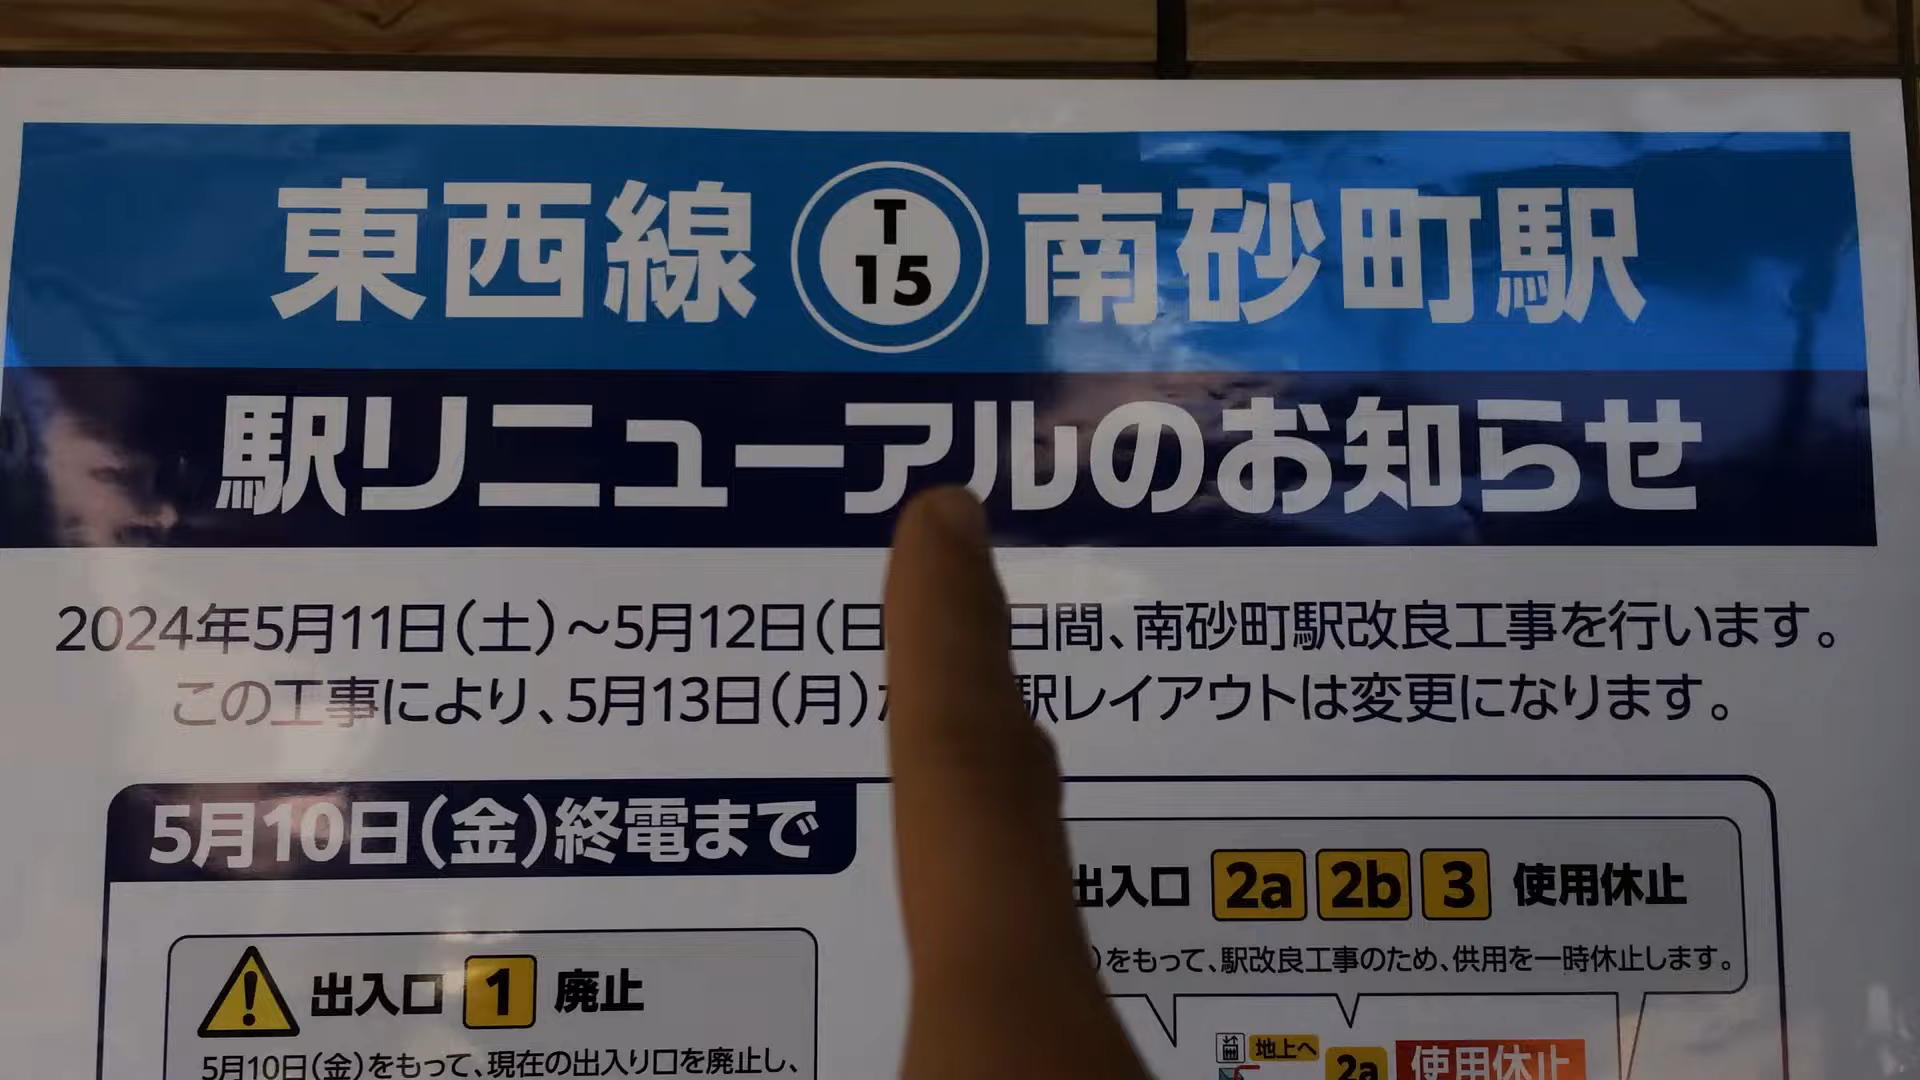 東西線 T 15 南砂町駅
駅リニューアルのお知らせ
2024年5月11日(土)～5月12日(日 日間、南砂町駅改良工事を行います。
この工事により、5月13日(月) 駅レイアウトは変更になります。
5月10日(金)終電まで
出入口 1 廃止
5月10日(金)をもって、現在の出入り口を廃止し、
出入口 2a 2b 3 使用休止
)をもって、駅改良工事のため、供用を一時休止します。
地上へ
2a 使用休止